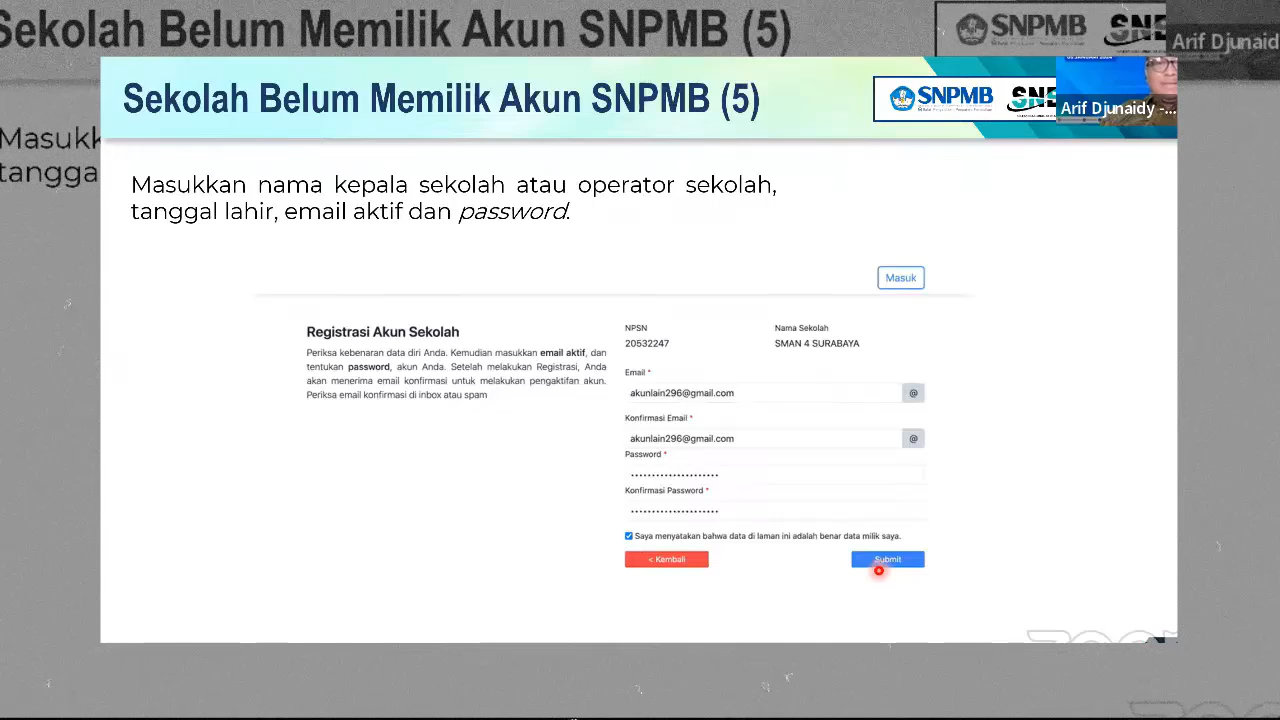 Sekolah Belum Memilik Akun SNPMB (5)
SNPMB
SN
Arif Djunaid
Masukk
tangga
Sekolah Belum Memilik Akun SNPMB (5)
SNPMB
SN
Arif Djunaidy -...
Masukkan nama kepala sekolah atau operator sekolah,
tanggal lahir, email aktif dan password.
Masuk
Registrasi Akun Sekolah
Periksa kebenaran data diri Anda. Kemudian masukkan email aktif, dan
tentukan password, akun Anda. Setelah melakukan Registrasi, Anda
akan menerima email konfirmasi untuk melakukan pengaktifan akun.
Periksa email konfirmasi di inbox atau spam
NPSN
Nama Sekolah
20532247
SMAN 4 SURABAYA
Email *
akunlain296@gmail.com @
Konfirmasi Email *
akunlain296@gmail.com @
Password *
Konfirmasi Password *
Saya menyatakan bahwa data di laman ini adalah benar data milik saya.
< Kembali
Submit